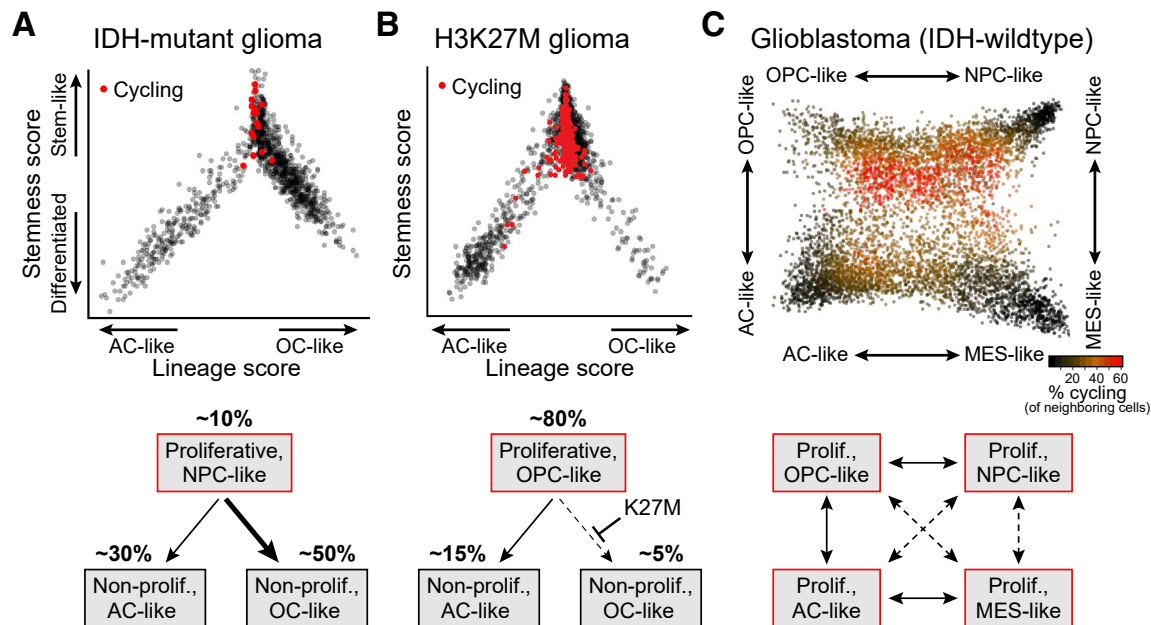 A
IDH-mutant glioma
Stem-like
Differentiated
Stemness score
Cycling
AC-like
OC-like
Lineage score
~10%
Proliferative,
NPC-like
~30%
~50%
Non-prolif.,
AC-like
Non-prolif.,
OC-like
B
H3K27M glioma
Stemness score
Cycling
AC-like
OC-like
Lineage score
~80%
Proliferative,
OPC-like
K27M
~15%
~5%
Non-prolif.,
AC-like
Non-prolif.,
OC-like
C
Glioblastoma (IDH-wildtype)
OPC-like
NPC-like
OPC-like
AC-like
NPC-like
MES-like
AC-like
MES-like
20 40 60
% cycling
(of neighboring cells)
Prolif.,
OPC-like
Prolif.,
NPC-like
Prolif.,
AC-like
Prolif.,
MES-like